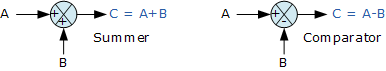 A + + C = A+B
Summer
B
A + - C = A-B
Comparator
B